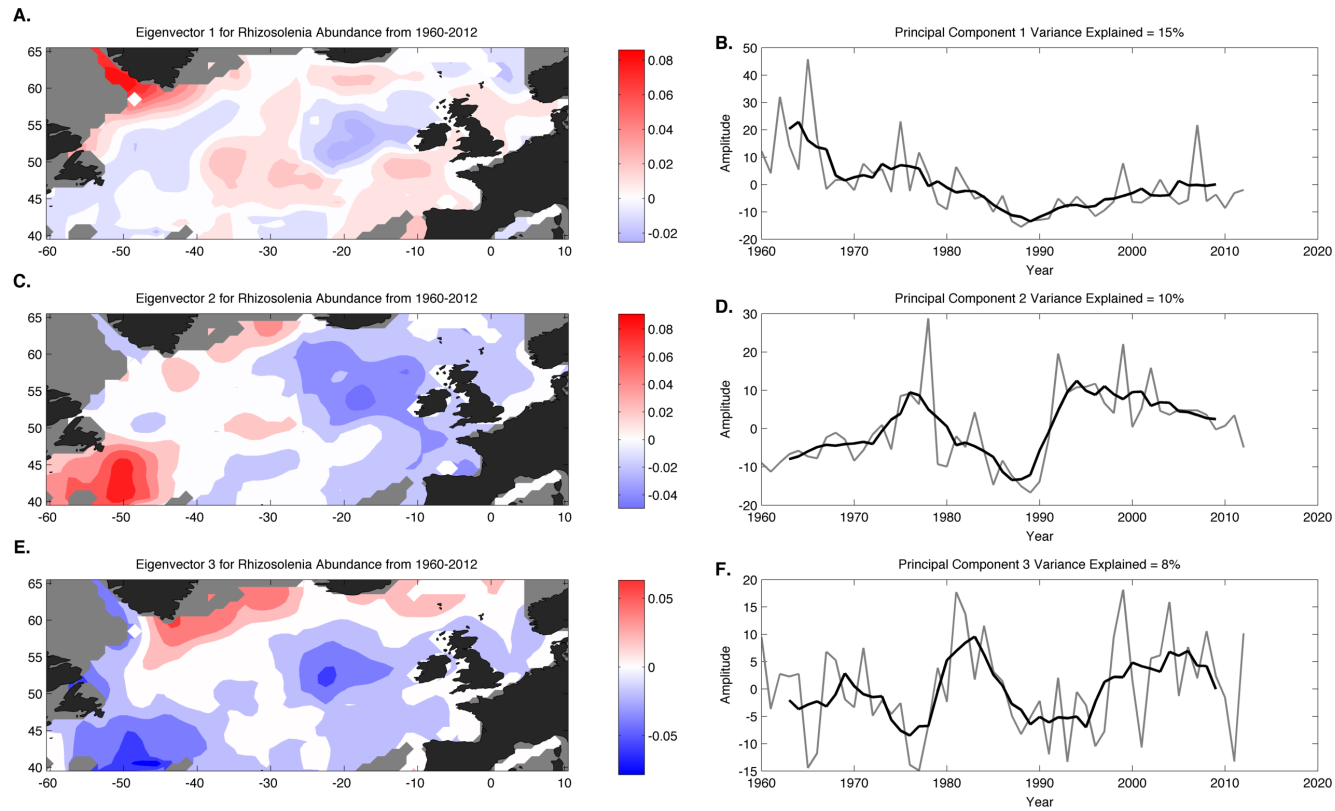 A.
Eigenvector 1 for Rhizosolenia Abundance from 1960-2012
65
60
55
50
45
40
-60 -50 -40 -30 -20 -10 0 10
0.08
0.06
0.04
0.02
0
-0.02
B.
Principal Component 1 Variance Explained = 15%
Amplitude
50
40
30
20
10
0
-10
-20
1960 1970 1980 1990 2000 2010 2020
Year
C.
Eigenvector 2 for Rhizosolenia Abundance from 1960-2012
65
60
55
50
45
40
-60 -50 -40 -30 -20 -10 0 10
0.08
0.06
0.04
0.02
0
-0.02
-0.04
D.
Principal Component 2 Variance Explained = 10%
Amplitude
30
20
10
0
-10
-20
1960 1970 1980 1990 2000 2010 2020
Year
E.
Eigenvector 3 for Rhizosolenia Abundance from 1960-2012
65
60
55
50
45
40
-60 -50 -40 -30 -20 -10 0 10
0.05
0
-0.05
F.
Principal Component 3 Variance Explained = 8%
Amplitude
20
15
10
5
0
-5
-10
-15
1960 1970 1980 1990 2000 2010 2020
Year